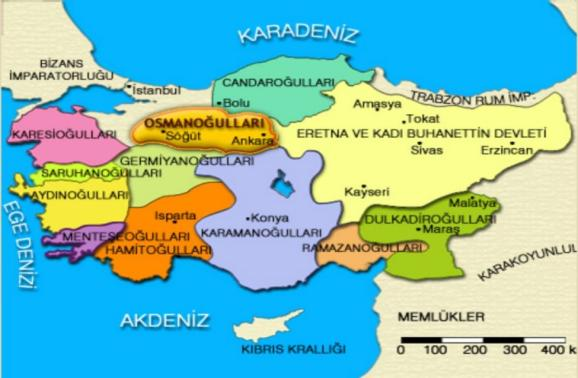 KARADENİZ
BİZANS
İMPARATORLUĞU
İstanbul
CANDAROĞULLARI
Bolu
TRABZON RUM İMP.
Amasya
Tokat
OSMANOĞULLARI
Söğüt
Ankara
KARESİOĞULLARI
ERETNA VE KADI BUHANETTİN DEVLETİ
Sivas
Erzincan
GERMİYANOĞULLARI
SARUHANOĞULLARI
AYDINOĞULLARI
Kayseri
Malatya
EGE DENİZİ
Isparta
Konya
DULKADİROĞULLARI
Maraş
MENTEŞEOĞULLARI
KARAMANOĞULLARI
HAMİTOĞULLARI
RAMAZANOĞULLARI
KARAKOYUNLUL
AKDENİZ
MEMLÜKLER
KIBRIS KRALLIĞI
0 100 200 300 400 k